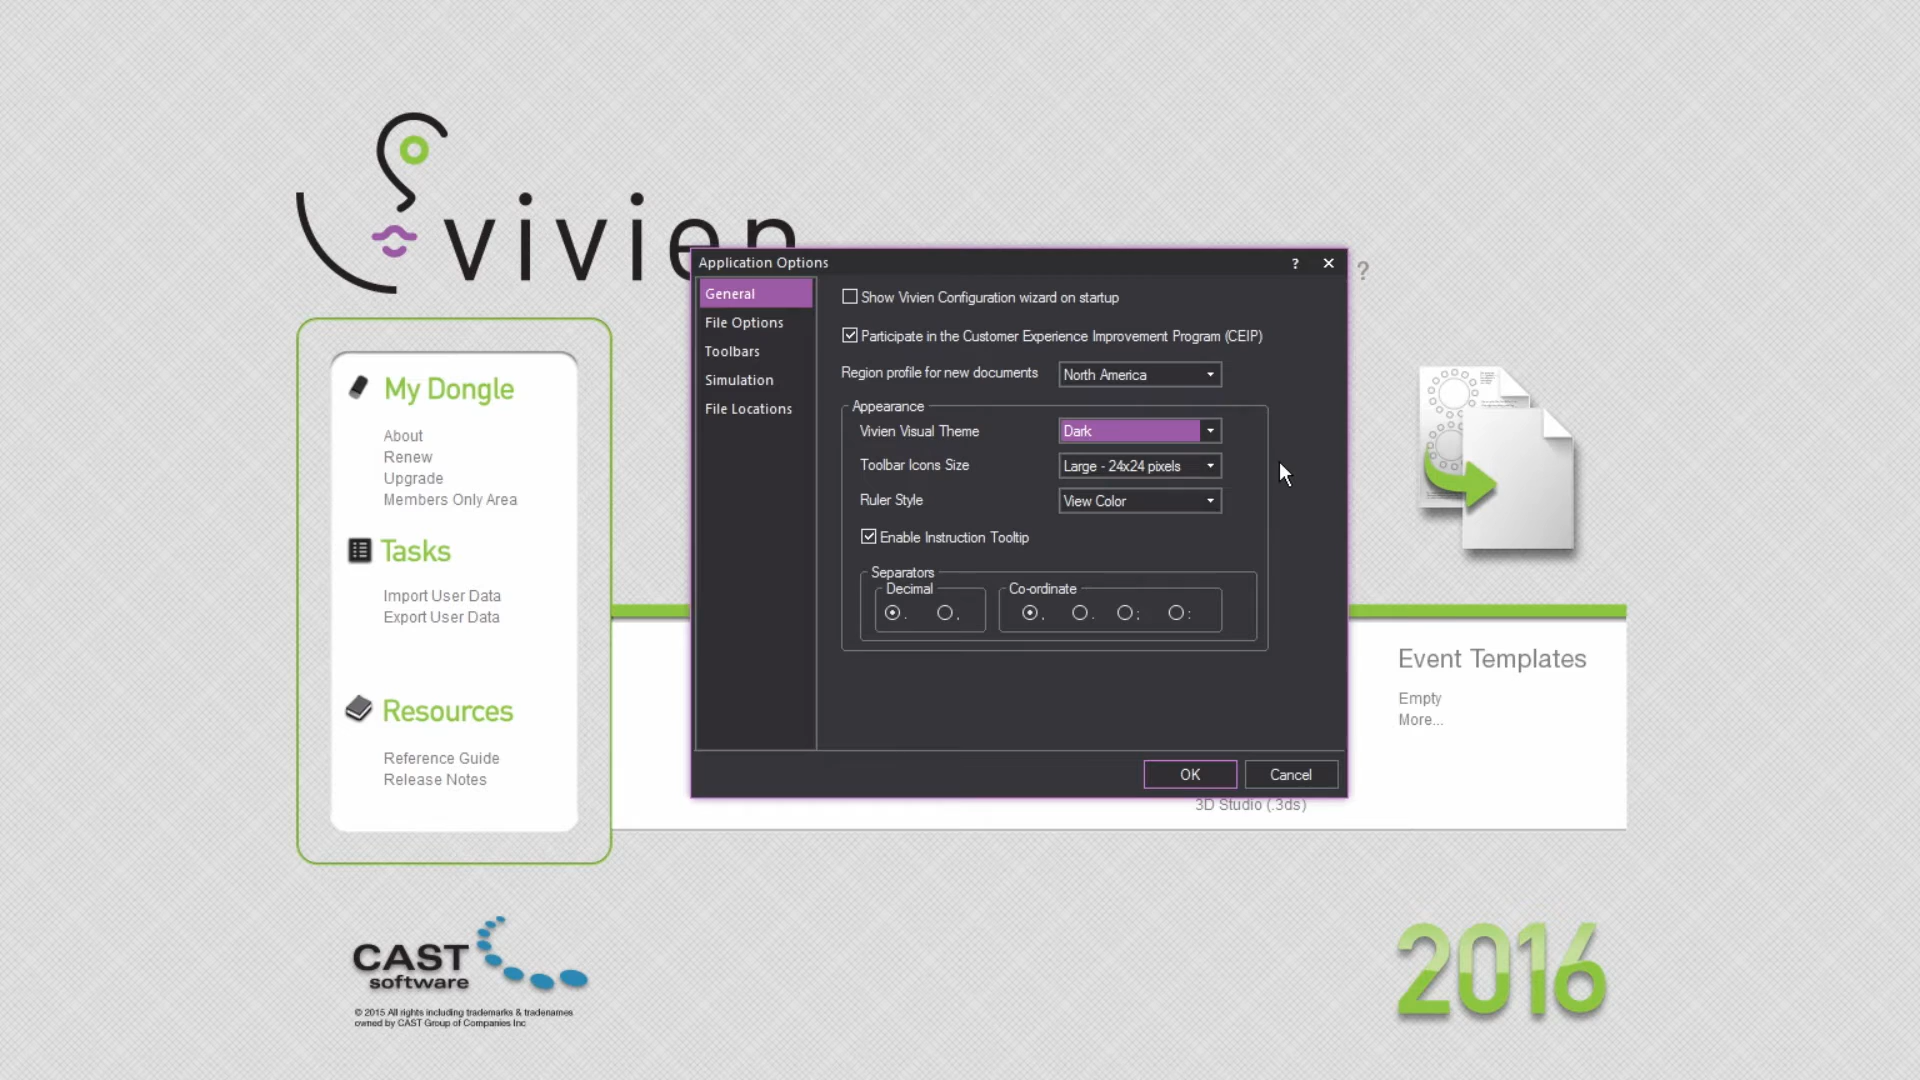 vivien
Application Options
?
General
File Options
Toolbars
Simulation
File Locations
Show Vivien Configuration wizard on startup
Participate in the Customer Experience Improvement Program (CEIP)
Region profile for new documents
North America
Appearance
Vivien Visual Theme
Dark
Toolbar Icons Size
Large - 24x24 pixels
Ruler Style
View Color
Enable Instruction Tooltip
Separators
Decimal
. ,
Co-ordinate
, . ; :
OK
Cancel
?
My Dongle
About
Renew
Upgrade
Members Only Area
Tasks
Import User Data
Export User Data
Resources
Reference Guide
Release Notes
3D Studio (.3ds)
Event Templates
Empty
More...
CAST
software
© 2015 All rights including trademarks & tradenames
owned by CAST Group of Companies Inc
2016